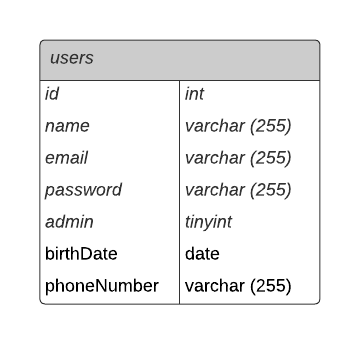 users
id int
name varchar (255)
email varchar (255)
password varchar (255)
admin tinyint
birthDate date
phoneNumber varchar (255)